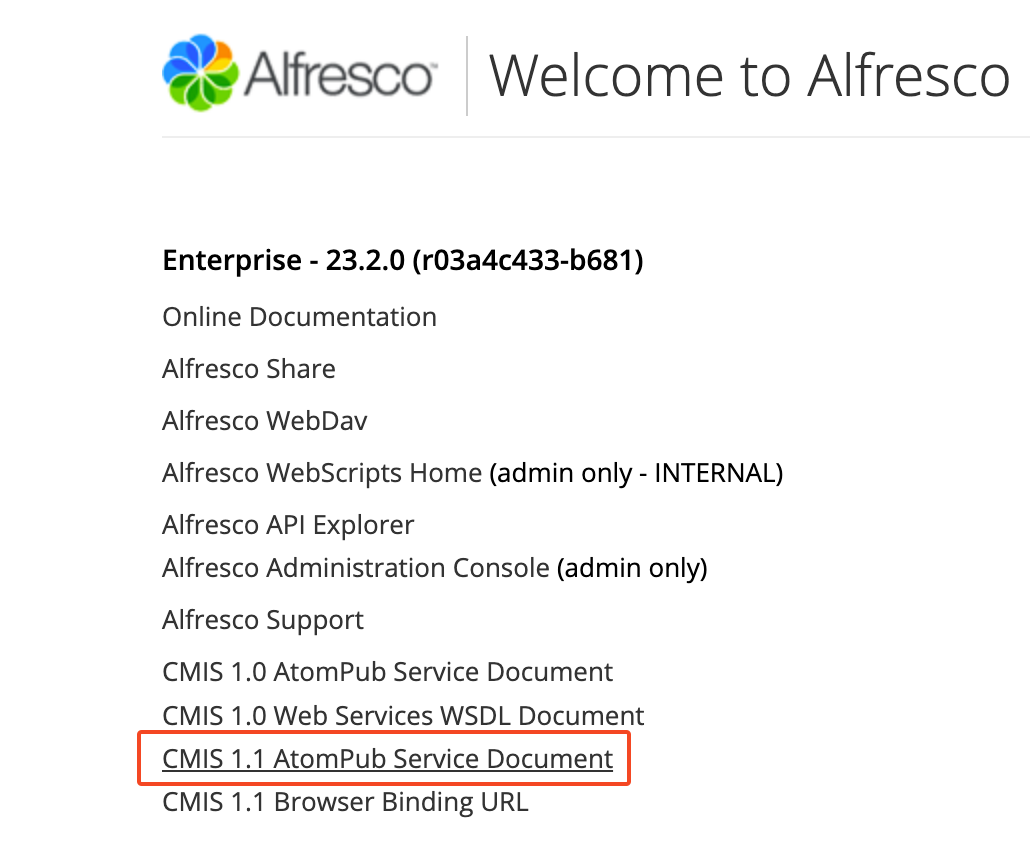 Alfresco™ Welcome to Alfresco
Enterprise - 23.2.0 (r03a4c433-b681)
Online Documentation
Alfresco Share
Alfresco WebDav
Alfresco WebScripts Home (admin only - INTERNAL)
Alfresco API Explorer
Alfresco Administration Console (admin only)
Alfresco Support
CMIS 1.0 AtomPub Service Document
CMIS 1.0 Web Services WSDL Document
CMIS 1.1 AtomPub Service Document
CMIS 1.1 Browser Binding URL